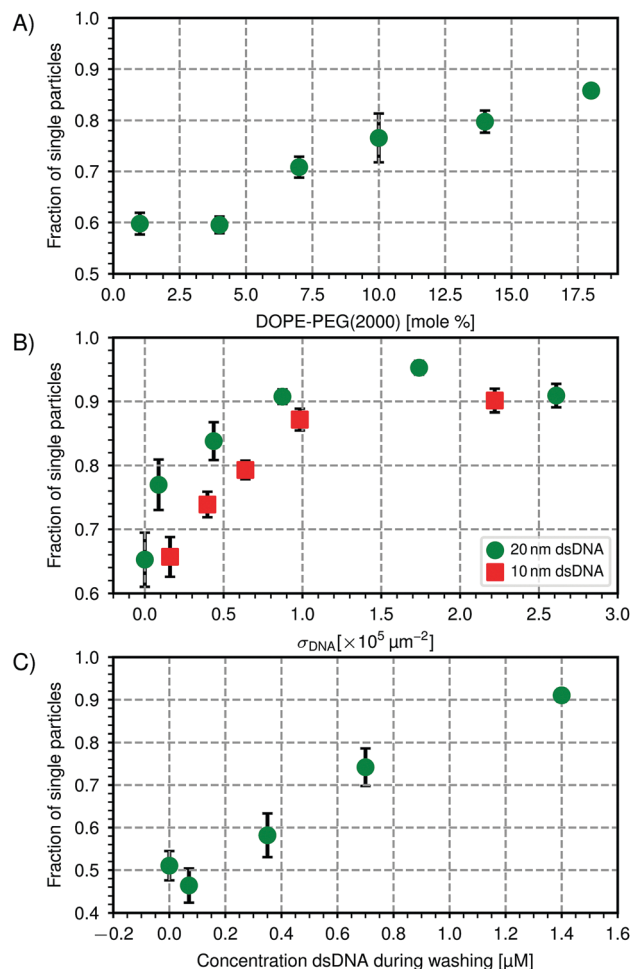 A)
Fraction of single particles
1.0
0.9
0.8
0.7
0.6
0.5
0.0 2.5 5.0 7.5 10.0 12.5 15.0 17.5
DOPE-PEG(2000) [mole %]
B)
Fraction of single particles
1.0
0.9
0.8
0.7
0.6
20 nm dsDNA
10 nm dsDNA
0.0 0.5 1.0 1.5 2.0 2.5 3.0
σDNA[×10⁵ μm⁻²]
C)
Fraction of single particles
1.0
0.9
0.8
0.7
0.6
0.5
0.4
−0.2 0.0 0.2 0.4 0.6 0.8 1.0 1.2 1.4 1.6
Concentration dsDNA during washing [μM]